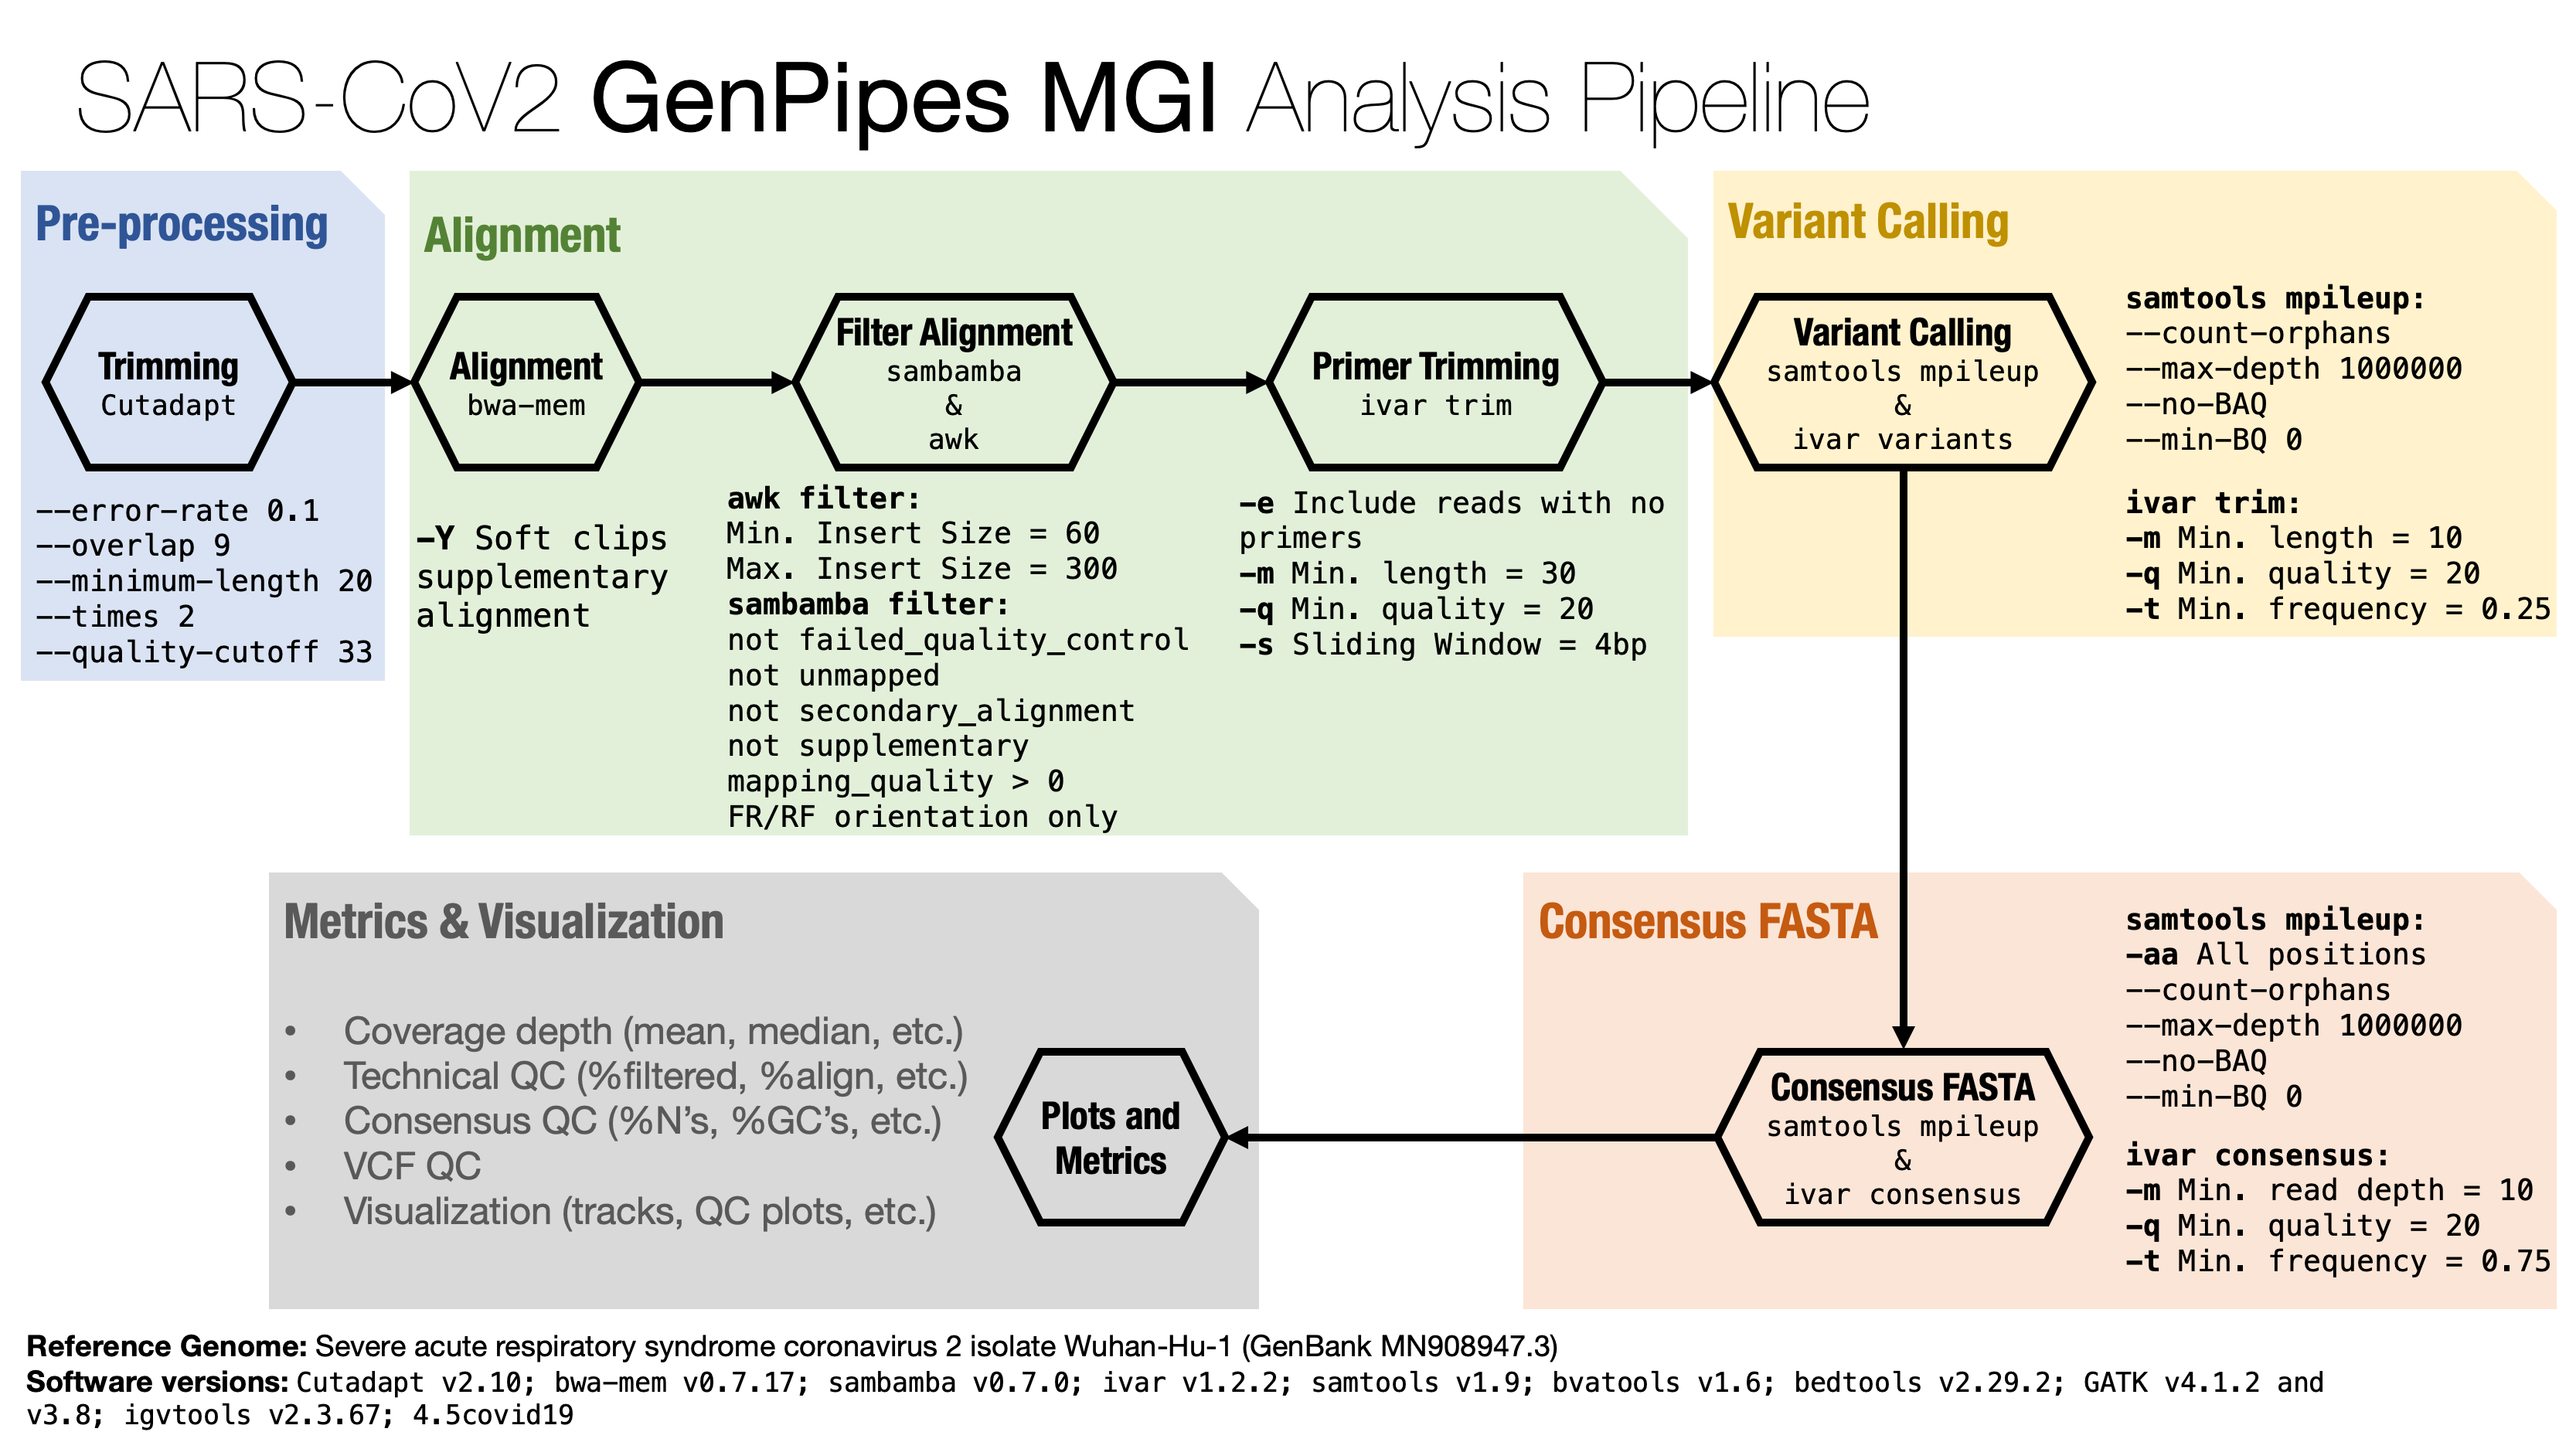 SARS-CoV2 GenPipes MGI Analysis Pipeline
Pre-processing
Trimming
Cutadapt
--error-rate 0.1
--overlap 9
--minimum-length 20
--times 2
--quality-cutoff 33
Alignment
Alignment
bwa-mem
-Y Soft clips
supplementary
alignment
Filter Alignment
sambamba
&
awk
awk filter:
Min. Insert Size = 60
Max. Insert Size = 300
sambamba filter:
not failed_quality_control
not unmapped
not secondary_alignment
not supplementary
mapping_quality > 0
FR/RF orientation only
Primer Trimming
ivar trim
-e Include reads with no
primers
-m Min. length = 30
-q Min. quality = 20
-s Sliding Window = 4bp
Variant Calling
Variant Calling
samtools mpileup
&
ivar variants
samtools mpileup:
--count-orphans
--max-depth 1000000
--no-BAQ
--min-BQ 0
ivar trim:
-m Min. length = 10
-q Min. quality = 20
-t Min. frequency = 0.25
Metrics & Visualization
• Coverage depth (mean, median, etc.)
• Technical QC (%filtered, %align, etc.)
• Consensus QC (%N's, %GC's, etc.)
• VCF QC
• Visualization (tracks, QC plots, etc.)
Plots and
Metrics
Consensus FASTA
Consensus FASTA
samtools mpileup
&
ivar consensus
samtools mpileup:
-aa All positions
--count-orphans
--max-depth 1000000
--no-BAQ
--min-BQ 0
ivar consensus:
-m Min. read depth = 10
-q Min. quality = 20
-t Min. frequency = 0.75
Reference Genome: Severe acute respiratory syndrome coronavirus 2 isolate Wuhan-Hu-1 (GenBank MN908947.3)
Software versions: Cutadapt v2.10; bwa-mem v0.7.17; sambamba v0.7.0; ivar v1.2.2; samtools v1.9; bvatools v1.6; bedtools v2.29.2; GATK v4.1.2 and
v3.8; igvtools v2.3.67; 4.5covid19